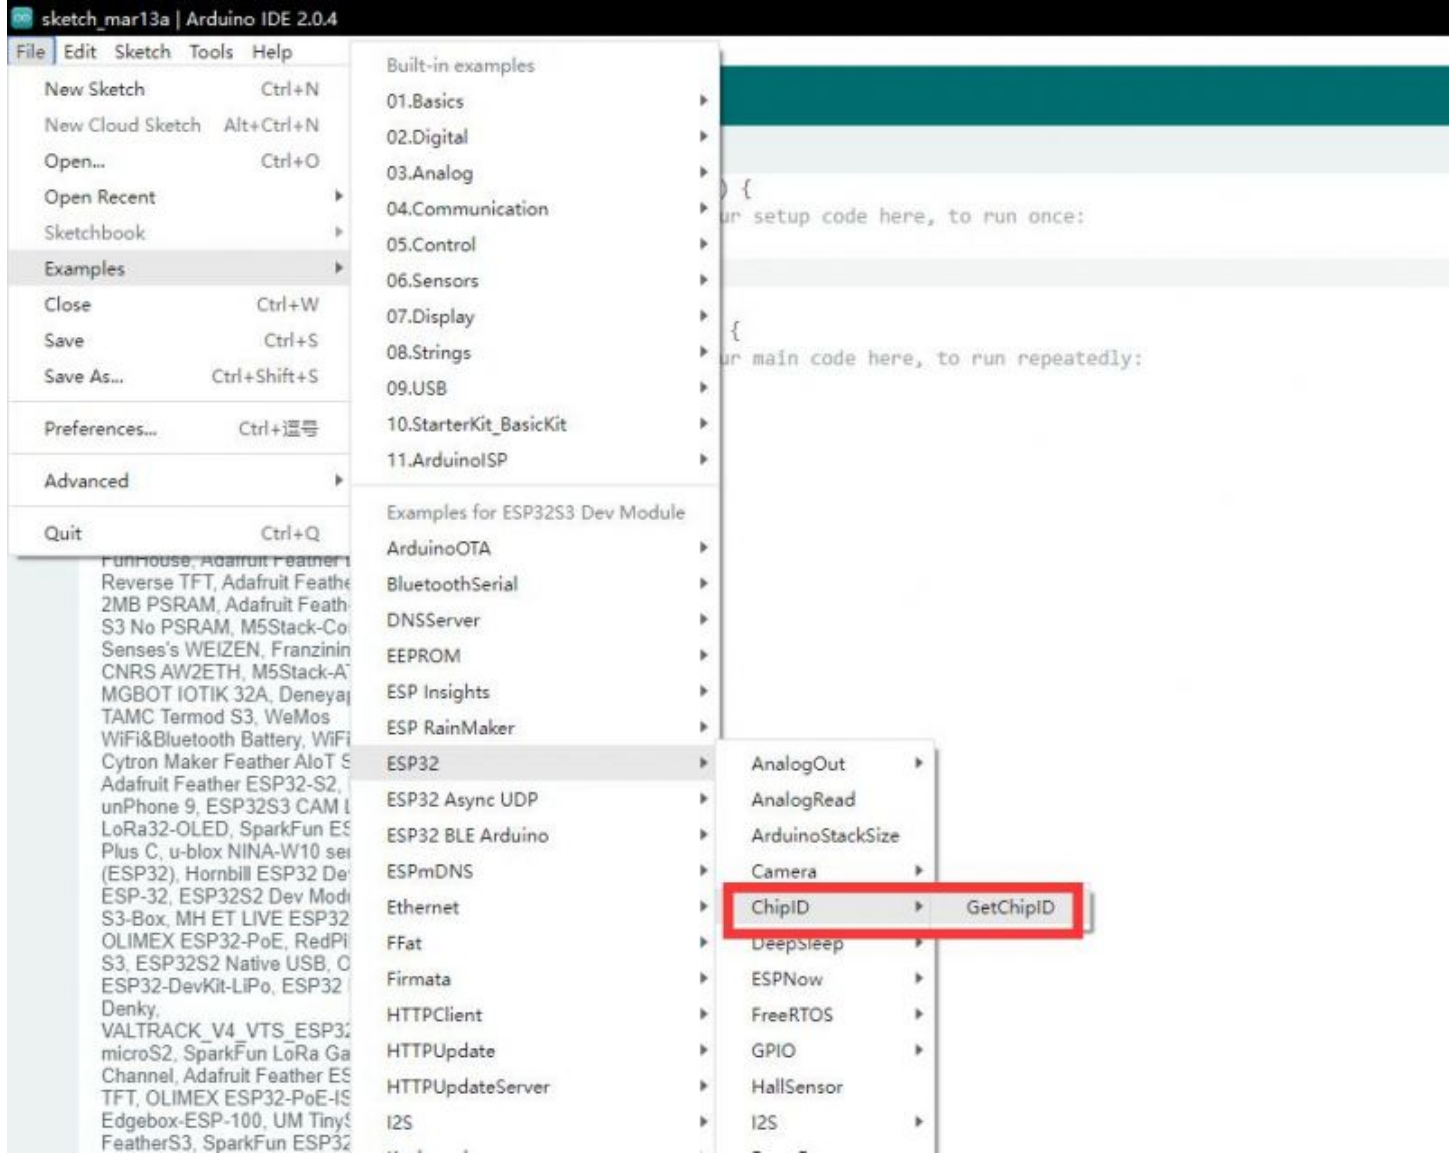 sketch_mar13a | Arduino IDE 2.0.4
File Edit Sketch Tools Help
New Sketch Ctrl+N
New Cloud Sketch Alt+Ctrl+N
Open... Ctrl+O
Open Recent
Sketchbook
Examples
Close Ctrl+W
Save Ctrl+S
Save As... Ctrl+Shift+S
Preferences... Ctrl+逗号
Advanced
Quit Ctrl+Q
Built-in examples
01.Basics
02.Digital
03.Analog
04.Communication
05.Control
06.Sensors
07.Display
08.Strings
09.USB
10.StarterKit_BasicKit
11.ArduinoISP
Examples for ESP32S3 Dev Module
ArduinoOTA
BluetoothSerial
DNSServer
EEPROM
ESP Insights
ESP RainMaker
ESP32
ESP32 Async UDP
ESP32 BLE Arduino
ESPmDNS
Ethernet
FFat
Firmata
HTTPClient
HTTPUpdate
HTTPUpdateServer
I2S
AnalogOut
AnalogRead
ArduinoStackSize
Camera
ChipID
DeepSleep
ESPNow
FreeRTOS
GPIO
HallSensor
I2S
GetChipID
) {
ur setup code here, to run once:
{
ur main code here, to run repeatedly:
FunHouse, Adafruit Feather
Reverse TFT, Adafruit Feathe
2MB PSRAM, Adafruit Feath
S3 No PSRAM, M5Stack-Co
Senses's WEIZEN, Franzinin
CNRS AW2ETH, M5Stack-A
MGBOT IOTIK 32A, Deneyap
TAMC Termod S3, WeMos
WiFi&Bluetooth Battery, WiFi
Cytron Maker Feather AIoT S
Adafruit Feather ESP32-S2,
unPhone 9, ESP32S3 CAM L
LoRa32-OLED, SparkFun ES
Plus C, u-blox NINA-W10 ser
(ESP32), Hornbill ESP32 De
ESP-32, ESP32S2 Dev Modu
S3-Box, MH ET LIVE ESP32
OLIMEX ESP32-PoE, RedPi
S3, ESP32S2 Native USB, O
ESP32-DevKit-LiPo, ESP32
Denky,
VALTRACK_V4_VTS_ESP32
microS2, SparkFun LoRa Ga
Channel, Adafruit Feather ES
TFT, OLIMEX ESP32-PoE-IS
Edgebox-ESP-100, UM TinyS
FeatherS3, SparkFun ESP32